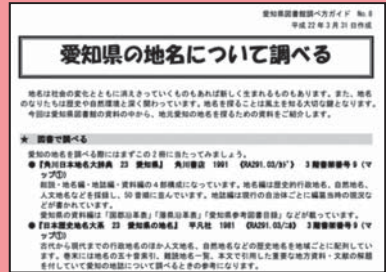 愛知県図書館調べ方ガイド No.8
平成22年3月31日作成
愛知県の地名について調べる
地名は社会の変化とともに消えさっていくものもあれば新しく生まれるものもあります。また、地名
のなりたちは歴史や自然環境と深く関わっています。地名を探ることは風土を知る大切な鍵となります。
今回は愛知県図書館の資料の中から、地元愛知の地名を探るための資料をご紹介します。
★ 図書で調べる
愛知の地名を調べる際にはまずこの2冊に当たってみましょう。
●『角川日本地名大辞典 23 愛知県』 角川書店 1991 《RA291.03/ｶﾄﾞ》 3階書架番号9(マ
ップ①)
総説・地名編・地誌編・資料編の4部構成になっています。地名編は歴史的行政地名、自然地名、
人文地名などを採録し、50音順に並んでいます。地誌編は現行の自治体ごとに編纂当時の現況な
どが書かれています。
愛知県の資料編は「国郡沿革表」「藩県沿革表」「愛知県参考図書目録」などが載っています。
●『日本歴史地名大系 23 愛知県の地名』 平凡社 1981 《RA291.03/ﾆﾎ》 3階書架番号9(マ
ップ①)
古代から現代までの行政地名のほか人文地名、自然地名などの歴史地名を地域ごとに配列してい
ます。巻末には地名の五十音索引、難読地名一覧、本文で引用した重要な地方資料・文献の解題
を付していて愛知の地誌について調べるときの参考になります。